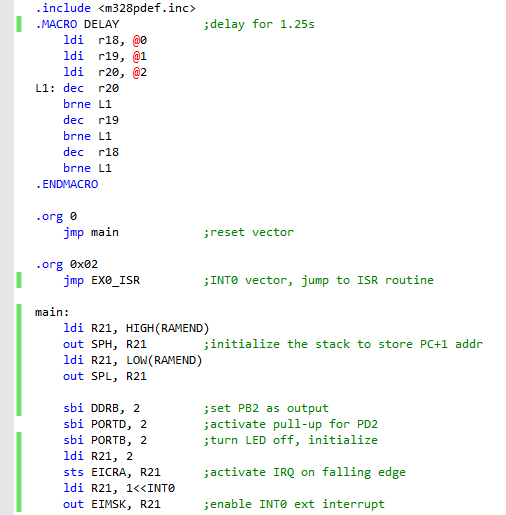 .include <m328pdef.inc>
.MACRO DELAY ;delay for 1.25s
ldi r18, @0
ldi r19, @1
ldi r20, @2
L1: dec r20
brne L1
dec r19
brne L1
dec r18
brne L1
.ENDMACRO
.org 0
jmp main ;reset vector
.org 0x02
jmp EX0_ISR ;INT0 vector, jump to ISR routine
main:
ldi R21, HIGH(RAMEND)
out SPH, R21 ;initialize the stack to store PC+1 addr
ldi R21, LOW(RAMEND)
out SPL, R21
sbi DDRB, 2 ;set PB2 as output
sbi PORTD, 2 ;activate pull-up for PD2
sbi PORTB, 2 ;turn LED off, initialize
ldi R21, 2
sts EICRA, R21 ;activate IRQ on falling edge
ldi R21, 1<<INT0
out EIMSK, R21 ;enable INT0 ext interrupt